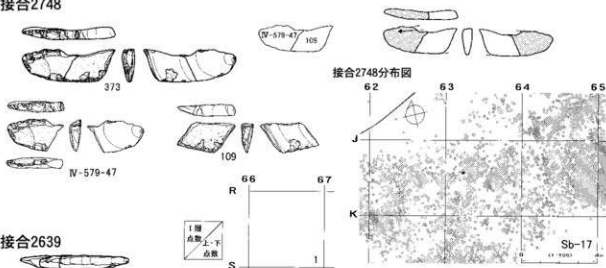 接合2748
373
Ⅳ-579-47
109
接合2748分布図
62 63 64 65
J
K
Sb-17
Ⅳ-579-47
109
66 67
R
S
1
Ⅰ層
点数
上・下
点数
接合2639